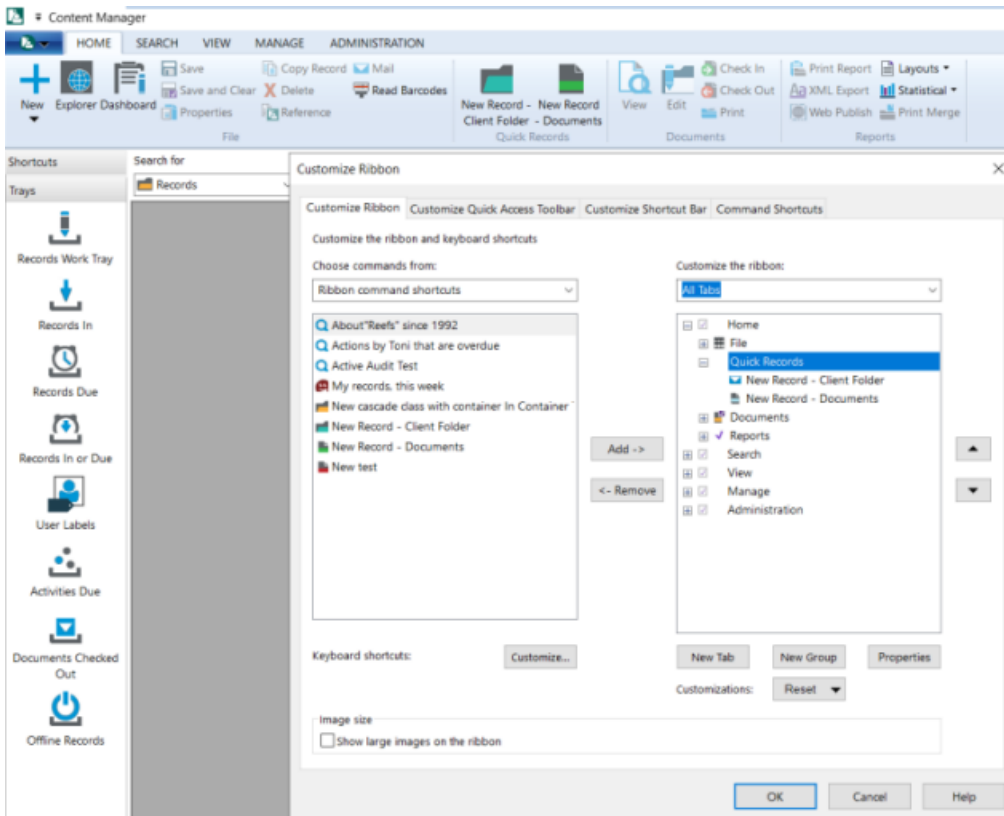 Content Manager
HOME SEARCH VIEW MANAGE ADMINISTRATION
New Explorer Dashboard
Save
Save and Clear
Properties
Copy Record
Delete
Reference
Mail
Read Barcodes
File
New Record - Client Folder
New Record - Documents
Quick Records
View Edit
Check In
Check Out
Print
Documents
Print Report
XML Export
Web Publish
Layouts
Statistical
Print Merge
Reports
Shortcuts
Trays
Records Work Tray
Records In
Records Due
Records In or Due
User Labels
Activities Due
Documents Checked
Out
Offline Records
Search for
Records
Customize Ribbon
Customize Ribbon Customize Quick Access Toolbar Customize Shortcut Bar Command Shortcuts
Customize the ribbon and keyboard shortcuts
Choose commands from:
Ribbon command shortcuts
About"Reefs" since 1992
Actions by Toni that are overdue
Active Audit Test
My records, this week
New cascade class with container In Container
New Record - Client Folder
New Record - Documents
New test
Add ->
<- Remove
Customize the ribbon:
All Tabs
Home
File
Quick Records
New Record - Client Folder
New Record - Documents
Documents
Reports
Search
View
Manage
Administration
Keyboard shortcuts: Customize...
New Tab New Group Properties
Customizations: Reset
Image size
Show large images on the ribbon
OK Cancel Help